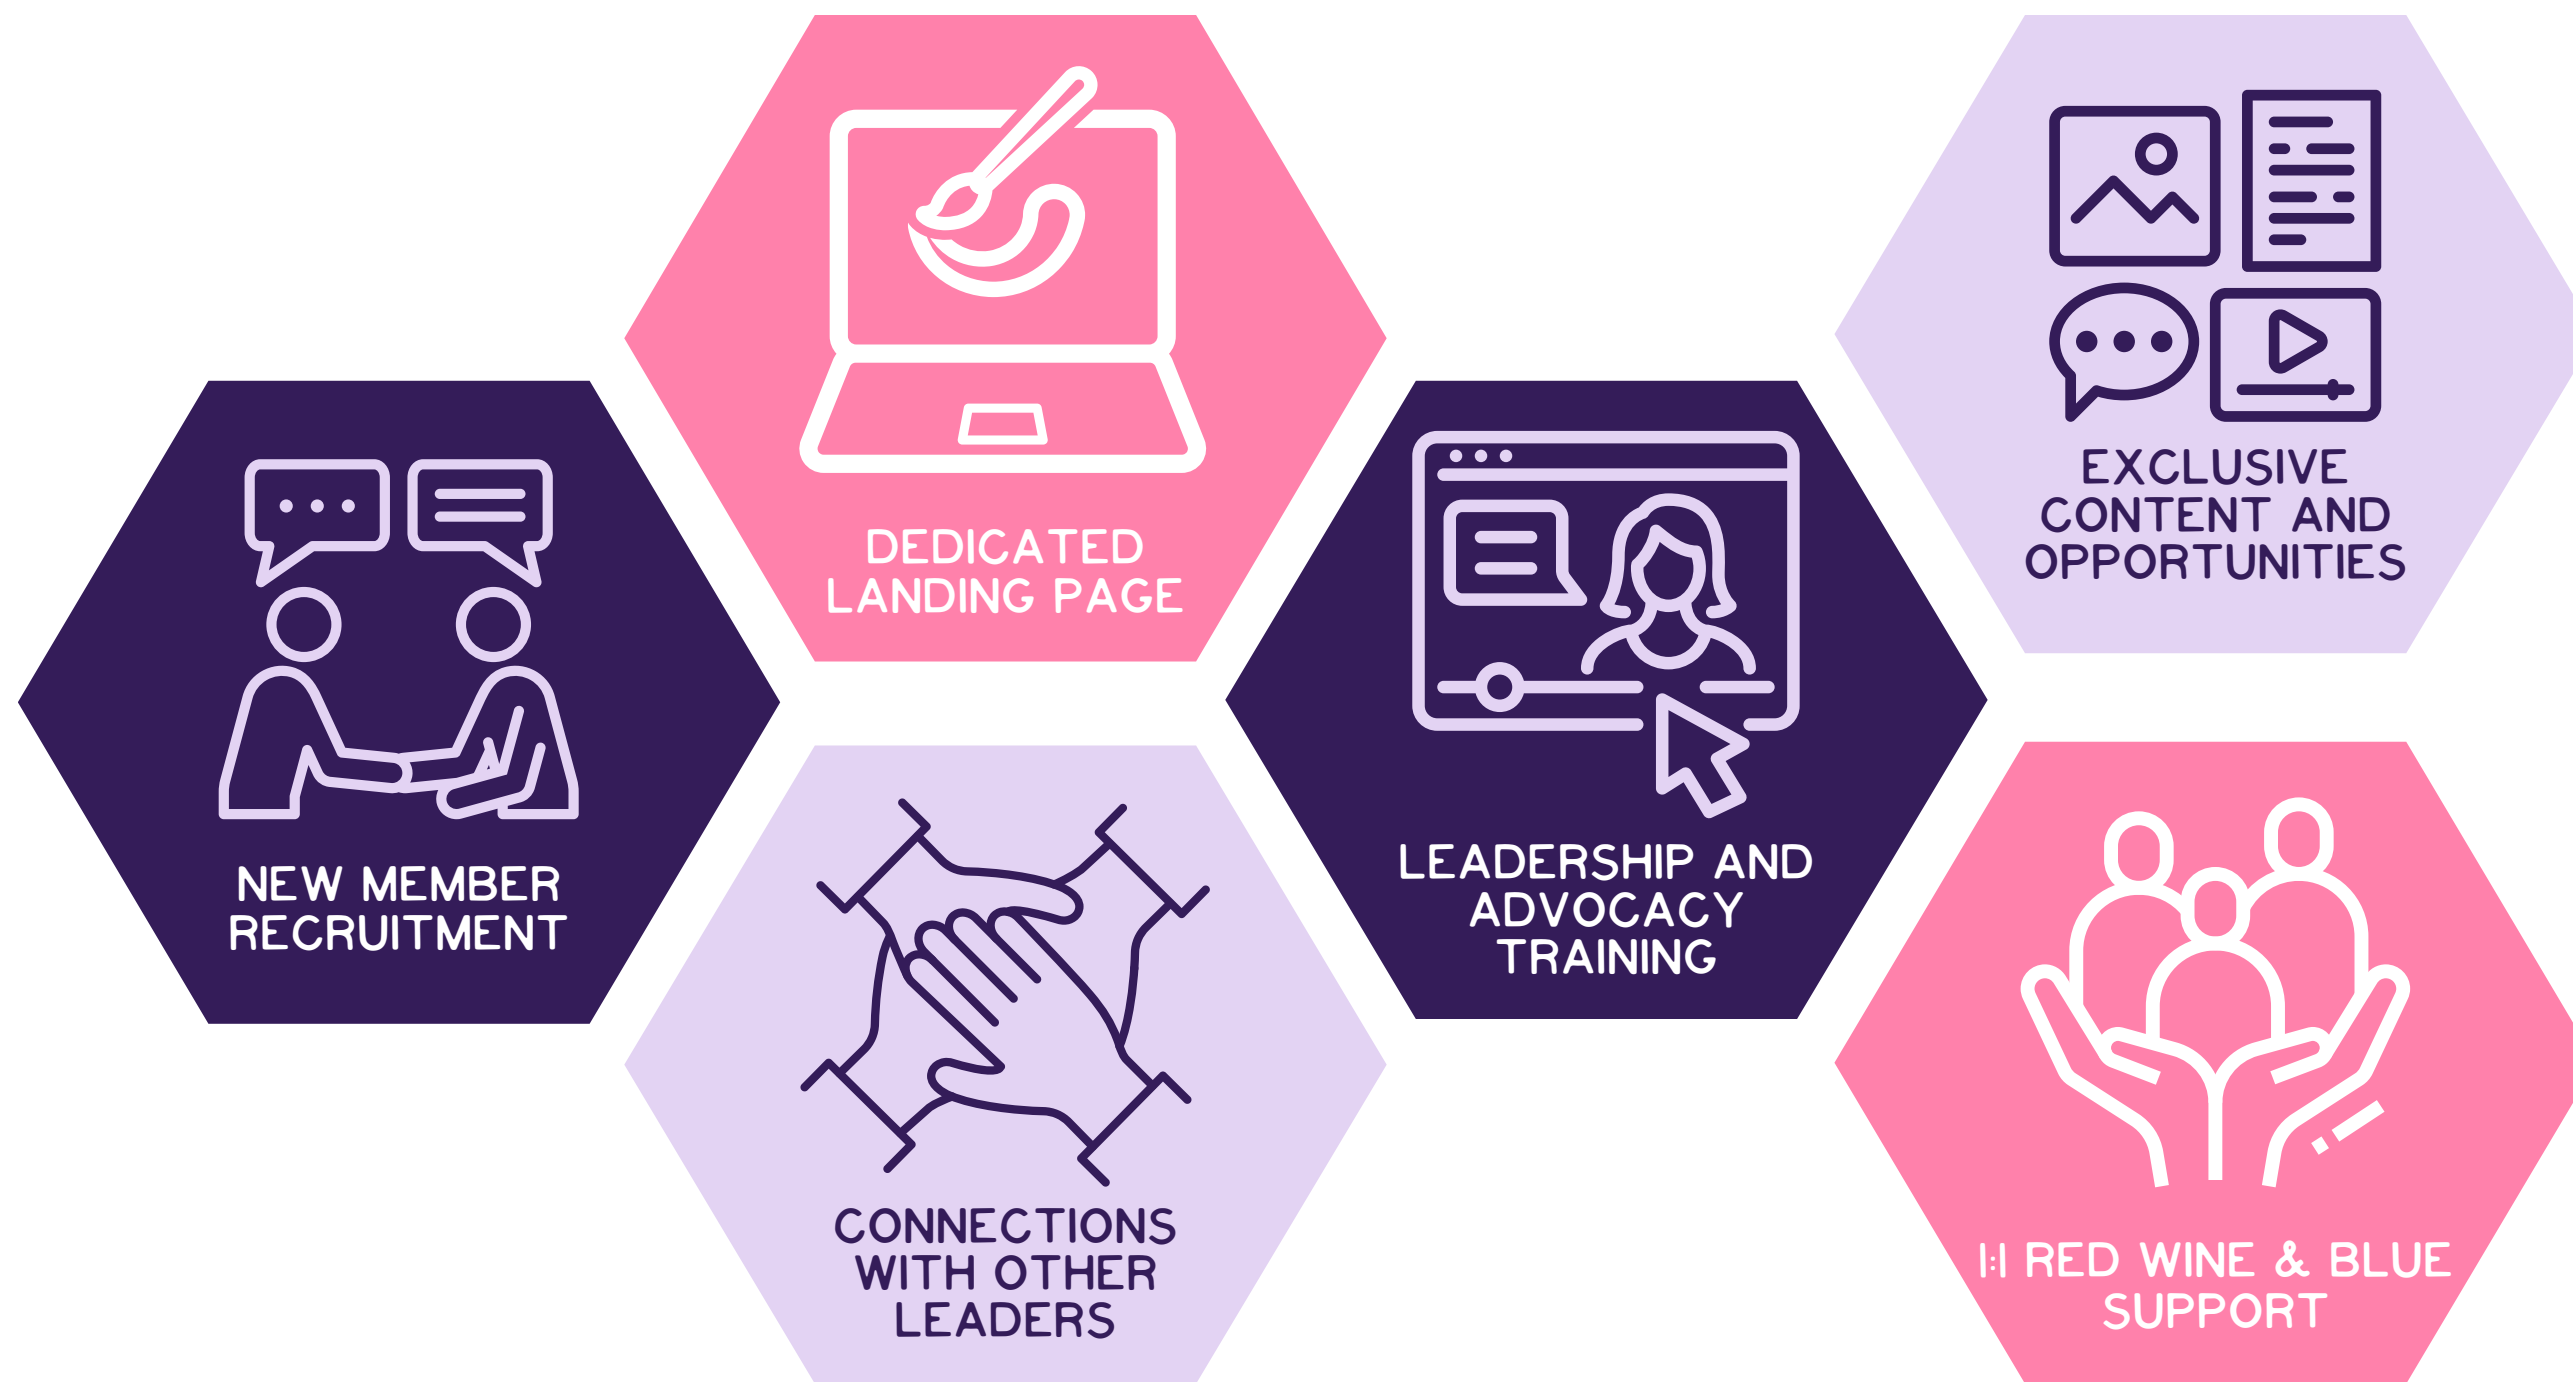 NEW MEMBER
RECRUITMENT
DEDICATED
LANDING PAGE
CONNECTIONS
WITH OTHER
LEADERS
LEADERSHIP AND
ADVOCACY
TRAINING
EXCLUSIVE
CONTENT AND
OPPORTUNITIES
1:1 RED WINE & BLUE
SUPPORT